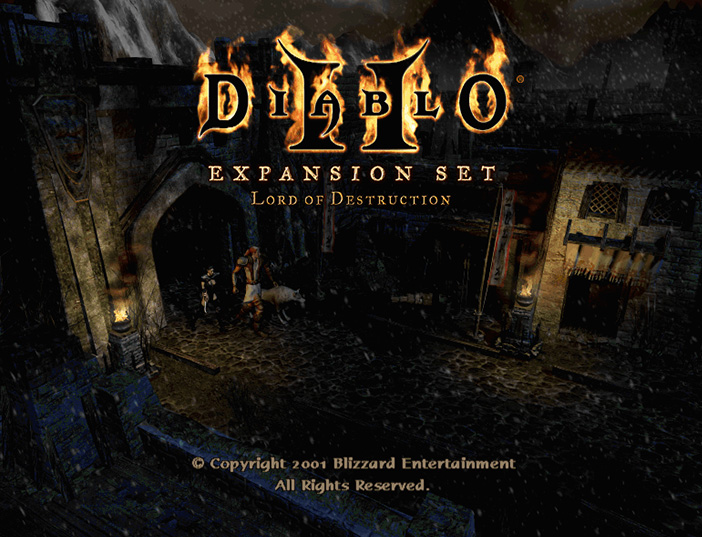 DIABLO
II
®
EXPANSION SET
LORD OF DESTRUCTION
© Copyright 2001 Blizzard Entertainment
All Rights Reserved.